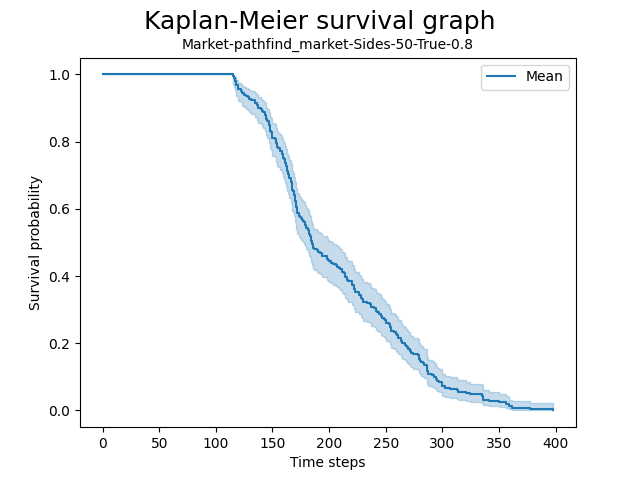 Kaplan-Meier survival graph
Market-pathfind_market-Sides-50-True-0.8
Mean
Survival probability
1.0
0.8
0.6
0.4
0.2
0.0
0 50 100 150 200 250 300 350 400
Time steps